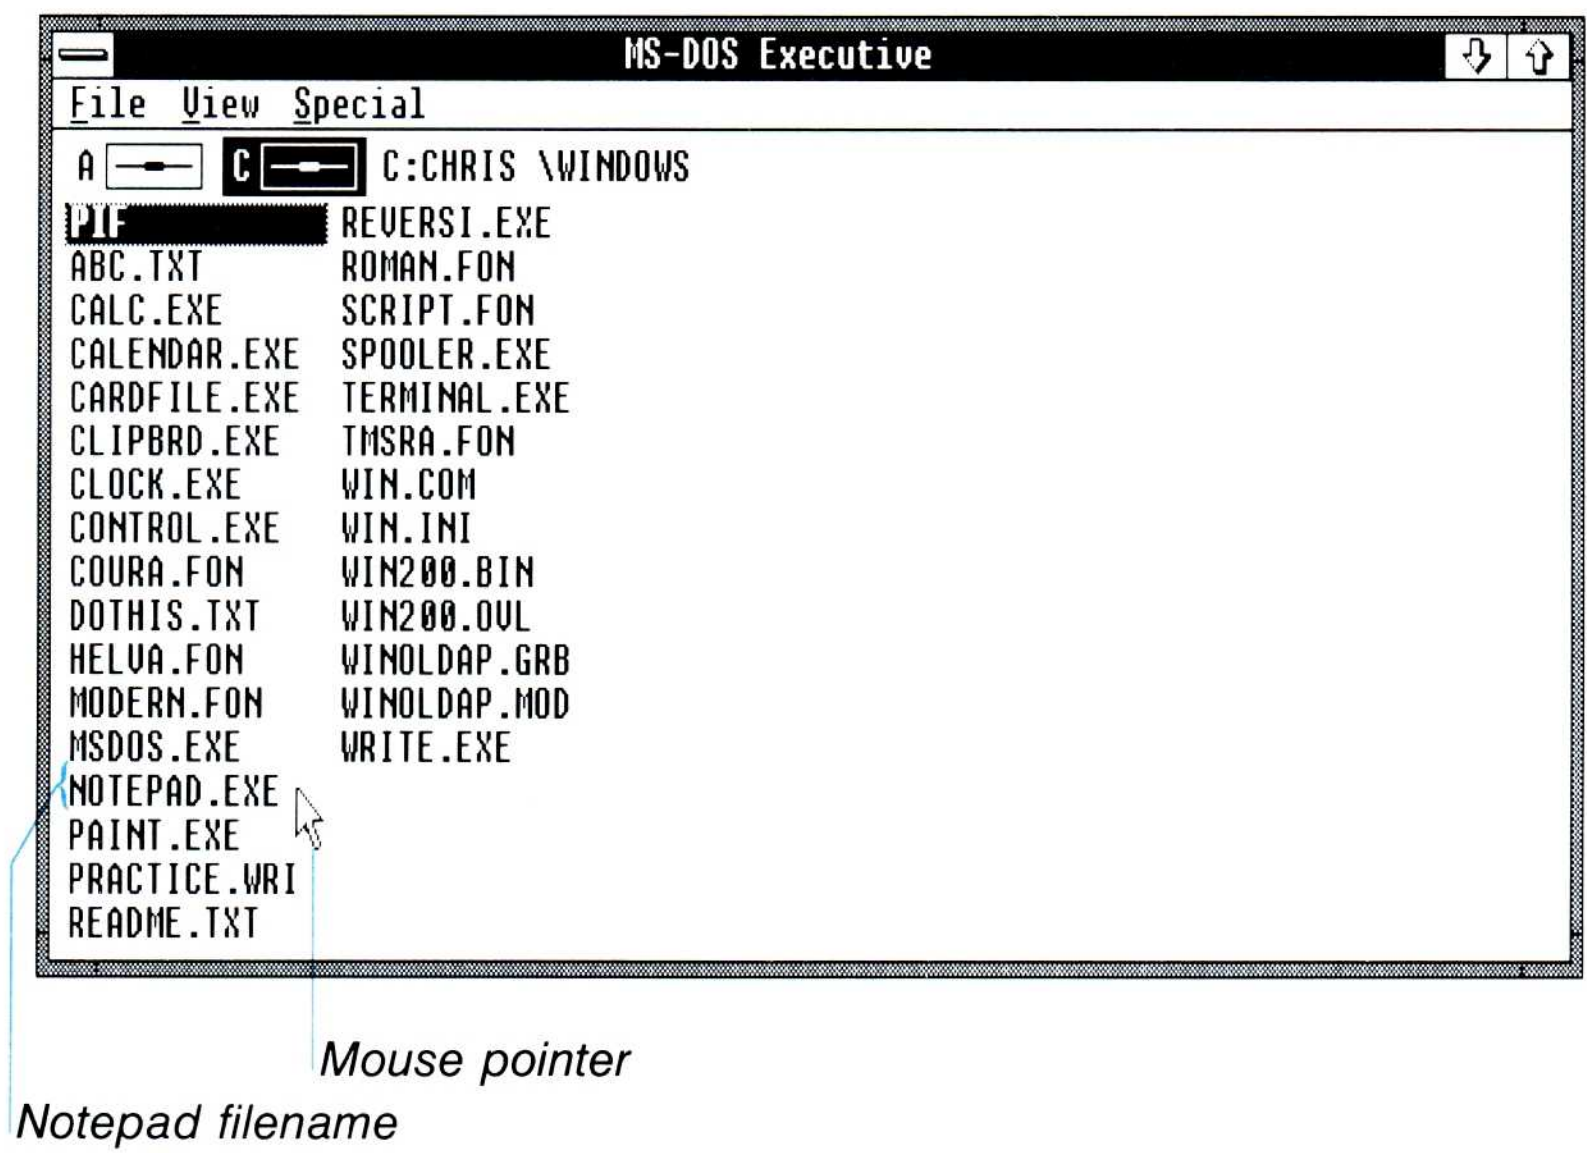 MS-DOS Executive
File View Special
A C C:CHRIS \WINDOWS
PIF
ABC.TXT
CALC.EXE
CALENDAR.EXE
CARDFILE.EXE
CLIPBRD.EXE
CLOCK.EXE
CONTROL.EXE
COURA.FON
DOTHIS.TXT
HELVA.FON
MODERN.FON
MSDOS.EXE
NOTEPAD.EXE
PAINT.EXE
PRACTICE.WRI
README.TXT
REVERSI.EXE
ROMAN.FON
SCRIPT.FON
SPOOLER.EXE
TERMINAL.EXE
TMSRA.FON
WIN.COM
WIN.INI
WIN200.BIN
WIN200.OVL
WINOLDAP.GRB
WINOLDAP.MOD
WRITE.EXE
Mouse pointer
Notepad filename